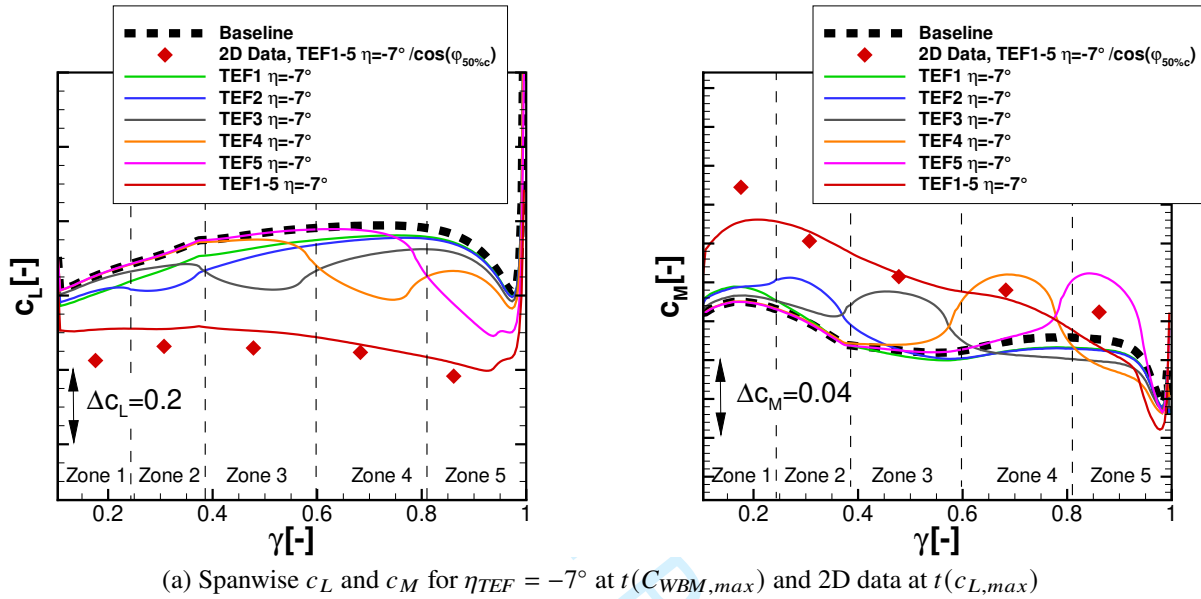 Baseline
2D Data, TEF1-5 η=-7°/cos(φ50%c)
TEF1 η=-7°
TEF2 η=-7°
TEF3 η=-7°
TEF4 η=-7°
TEF5 η=-7°
TEF1-5 η=-7°
cL[-]
ΔcL=0.2
Zone 1 Zone 2 Zone 3 Zone 4 Zone 5
0.2 0.4 0.6 0.8 1
γ[-]
Baseline
2D Data, TEF1-5 η=-7°/cos(φ50%c)
TEF1 η=-7°
TEF2 η=-7°
TEF3 η=-7°
TEF4 η=-7°
TEF5 η=-7°
TEF1-5 η=-7°
cM[-]
ΔcM=0.04
Zone 1 Zone 2 Zone 3 Zone 4 Zone 5
0.2 0.4 0.6 0.8 1
γ[-]
(a) Spanwise cL and cM for ηTEF = −7° at t(CWBM,max) and 2D data at t(cL,max)